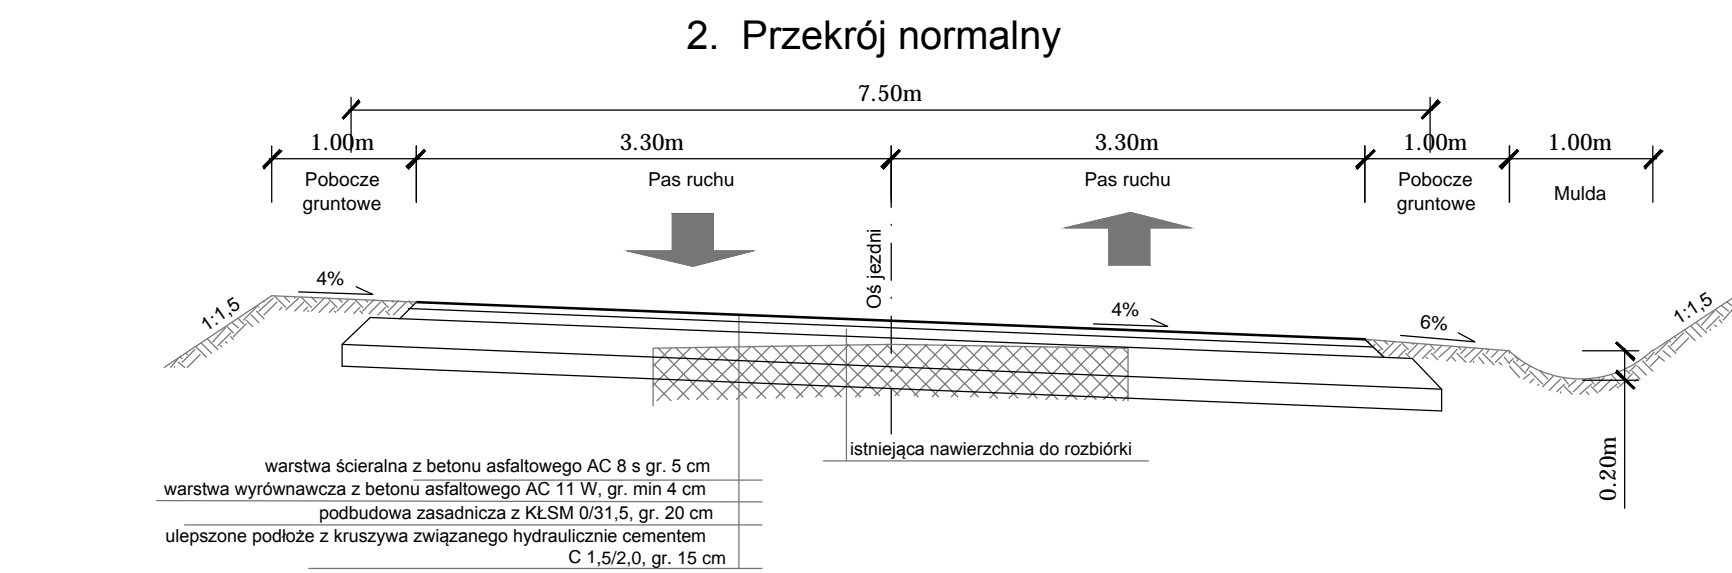 2. Przekrój normalny
7.50m
1.00m 3.30m 3.30m 1.00m 1.00m
Pobocze
gruntowe
Pas ruchu
Pas ruchu
Pobocze
gruntowe
Mulda
Oś jezdni
4%
1:1,5
4%
6%
1:1,5
0.20m
istniejąca nawierzchnia do rozbiórki
warstwa ścieralna z betonu asfaltowego AC 8 s gr. 5 cm
warstwa wyrównawcza z betonu asfaltowego AC 11 W, gr. min 4 cm
podbudowa zasadnicza z KŁSM 0/31,5, gr. 20 cm
ulepszone podłoże z kruszywa związanego hydraulicznie cementem
C 1,5/2,0, gr. 15 cm